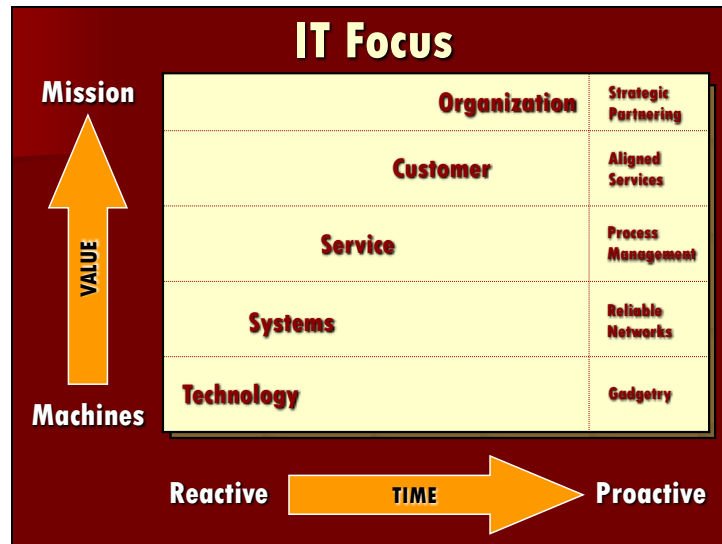 IT Focus
Mission
Organization
Strategic
Partnering
Customer
Aligned
Services
VALUE
Service
Process
Management
Systems
Reliable
Networks
Technology
Gadgetry
Machines
Reactive
TIME
Proactive